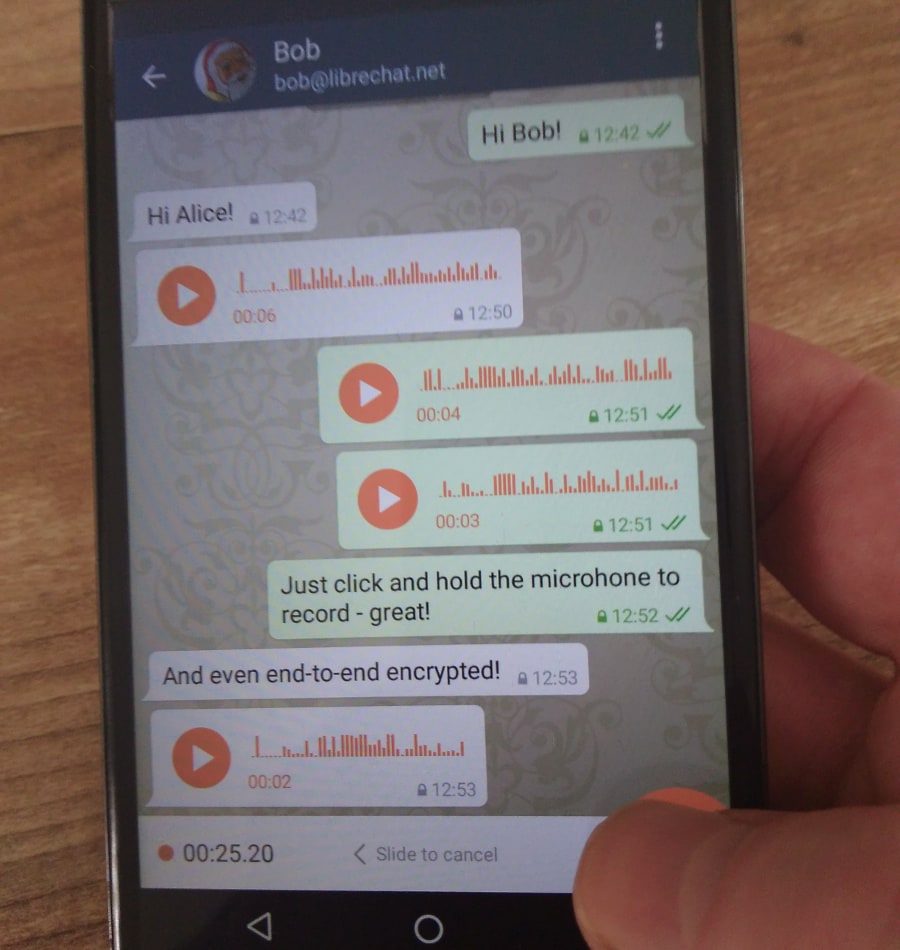 Bob
bob@librechat.net
Hi Bob! 12:42
Hi Alice! 12:42
00:06 12:50
00:04 12:51
00:03 12:51
Just click and hold the microhone to
record - great! 12:52
And even end-to-end encrypted! 12:53
00:02 12:53
00:25.20 Slide to cancel